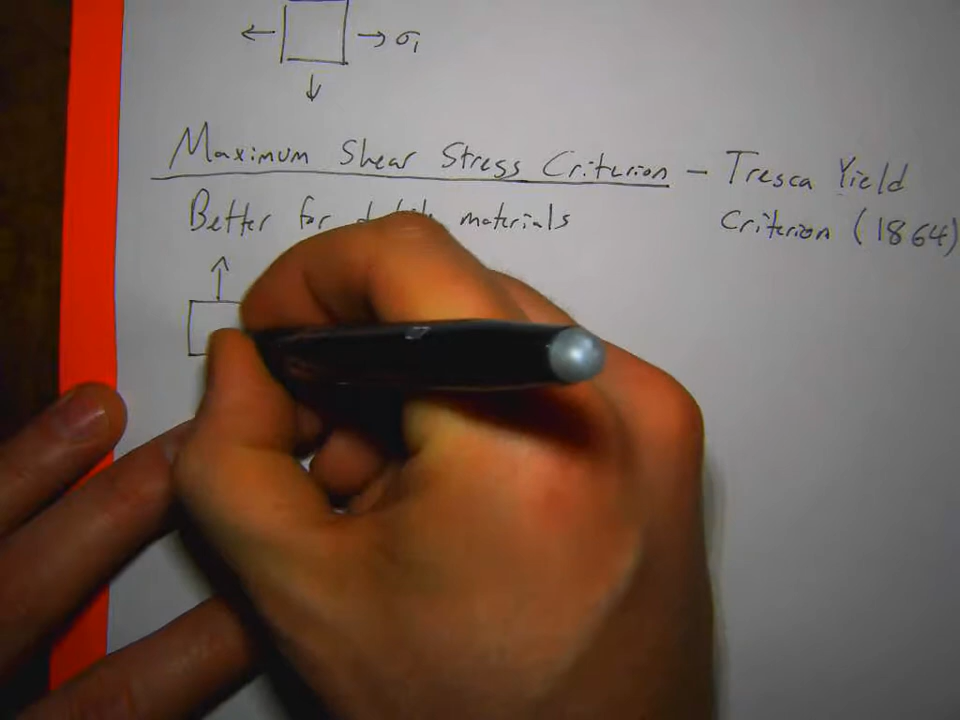 σ₁
Maximum Shear Stress Criterion - Tresca Yield
Criterion (1864)
Better for materials